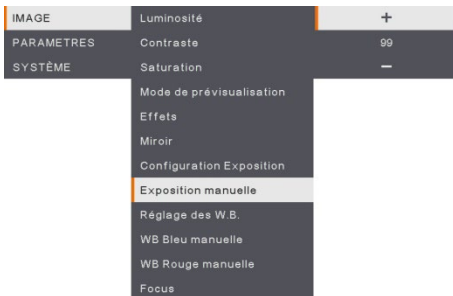 IMAGE
PARAMETRES
SYSTÈME
Luminosité
Contraste
Saturation
Mode de prévisualisation
Effets
Miroir
Configuration Exposition
Exposition manuelle
Réglage des W.B.
WB Bleu manuelle
WB Rouge manuelle
Focus
+
99
−